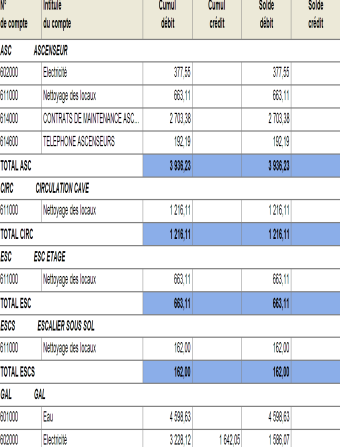 N° Intitulé Cumul Cumul Solde Solde
de compte du compte débit crédit débit crédit
ASC ASCENSEUR
602000 Electricité 377,55 377,55
611000 Nettoyage des locaux 663,11 663,11
614000 CONTRATS DE MAINTENANCE ASC... 2 703,38 2 703,38
614600 TELEPHONE ASCENSEURS 192,19 192,19
TOTAL ASC 3 936,23 3 936,23
CIRC CIRCULATION CAVE
611000 Nettoyage des locaux 1 216,11 1 216,11
TOTAL CIRC 1 216,11 1 216,11
ESC ESC ETAGE
611000 Nettoyage des locaux 663,11 663,11
TOTAL ESC 663,11 663,11
ESCS ESCALIER SOUS SOL
611000 Nettoyage des locaux 162,00 162,00
TOTAL ESCS 162,00 162,00
GAL GAL
601000 Eau 4 598,63 4 598,63
602000 Electricité 3 228,12 1 642,05 1 586,07